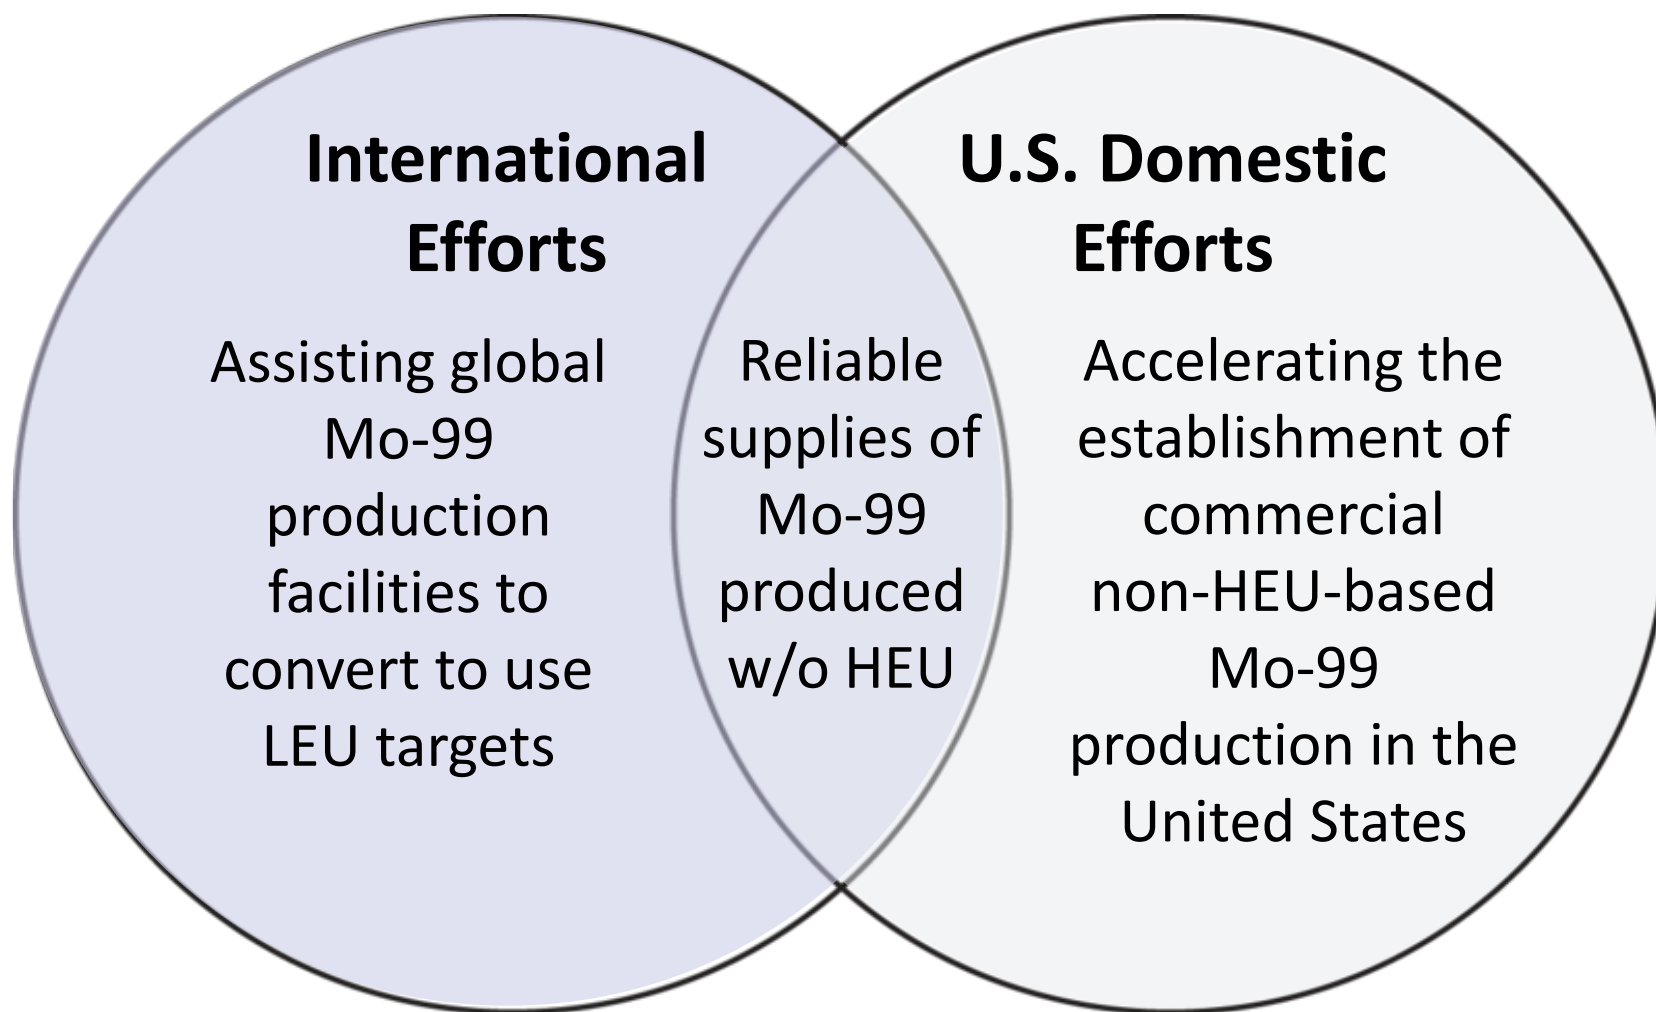 International
Efforts
Assisting global
Mo-99
production
facilities to
convert to use
LEU targets
Reliable
supplies of
Mo-99
produced
w/o HEU
U.S. Domestic
Efforts
Accelerating the
establishment of
commercial
non-HEU-based
Mo-99
production in the
United States